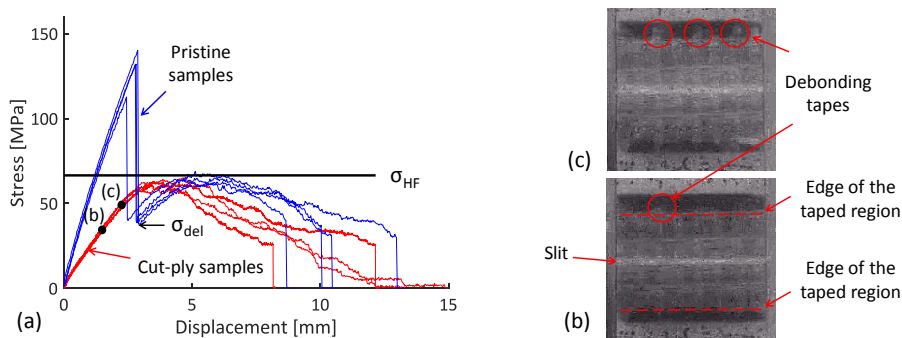 150
100
50
0
Stress [MPa]
0
5
10
15
Displacement [mm]
Pristine
samples
σHF
(c)
(b)
σdel
Cut-ply samples
(a)
(c)
Debonding
tapes
Edge of the
taped region
Slit
Edge of the
taped region
(b)